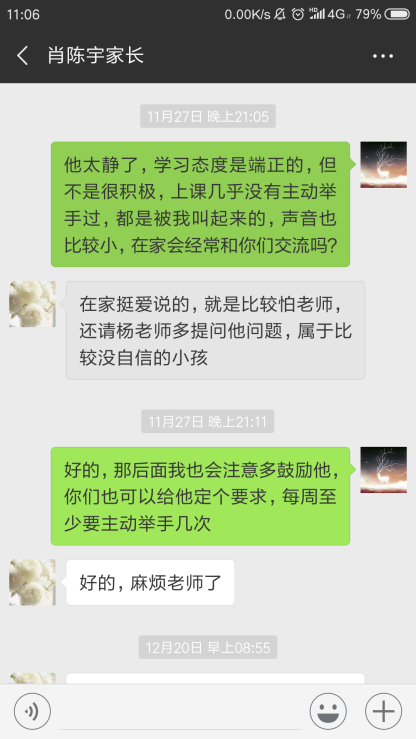 11:06
0.00K/s HD 4G 79%
肖陈宇家长
11月27日 晚上21:05
他太静了，学习态度是端正的，但
不是很积极，上课几乎没有主动举
手过，都是被我叫起来的，声音也
比较小，在家会经常和你们交流吗？
在家挺爱说的，就是比较怕老师，
还请杨老师多提问他问题，属于比
较没自信的小孩
11月27日 晚上21:11
好的，那后面我也会注意多鼓励他，
你们也可以给他定个要求，每周至
少要主动举手几次
好的，麻烦老师了
12月20日 早上08:55